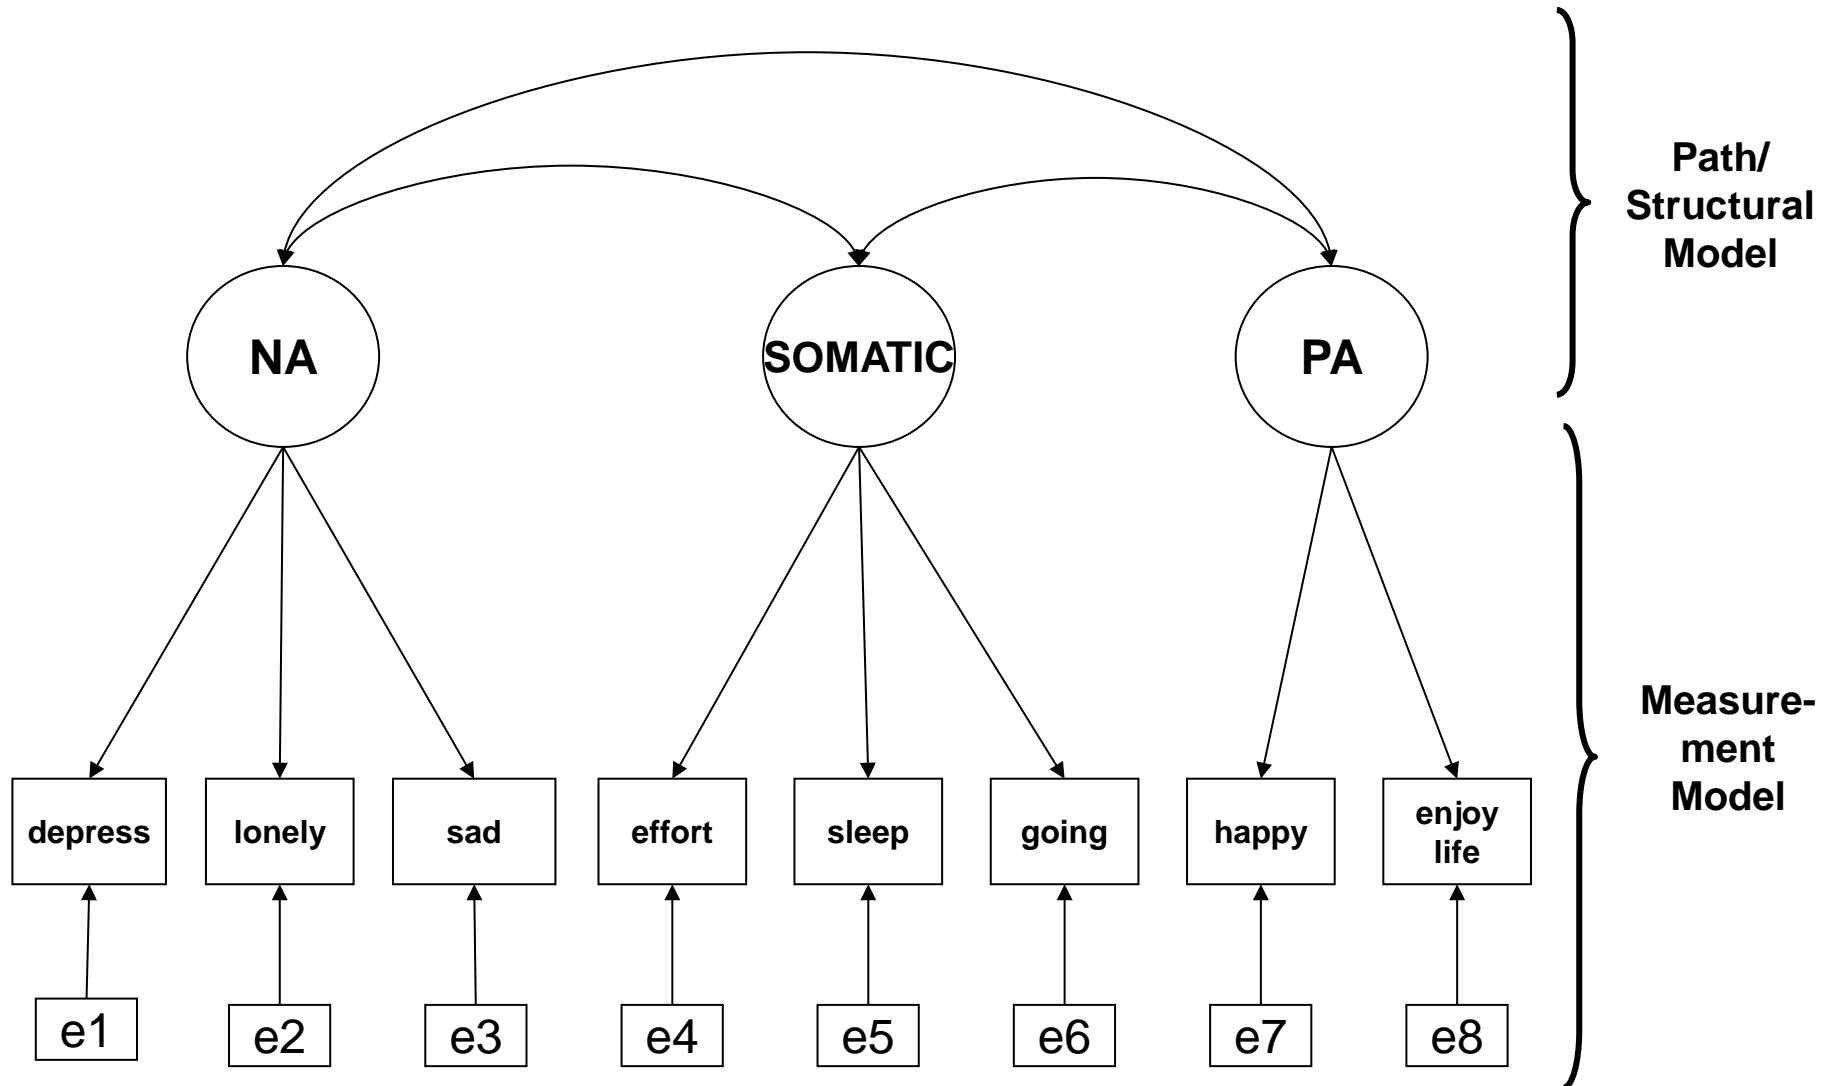 Path/
Structural
Model
NA
SOMATIC
PA
Measure-
ment
Model
depress
lonely
sad
effort
sleep
going
happy
enjoy
life
e1
e2
e3
e4
e5
e6
e7
e8